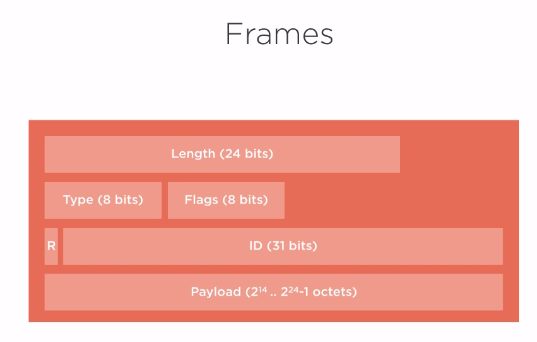 Frames
Length (24 bits)
Type (8 bits) Flags (8 bits)
R ID (31 bits)
Payload (2¹⁴ .. 2²⁴-1 octets)